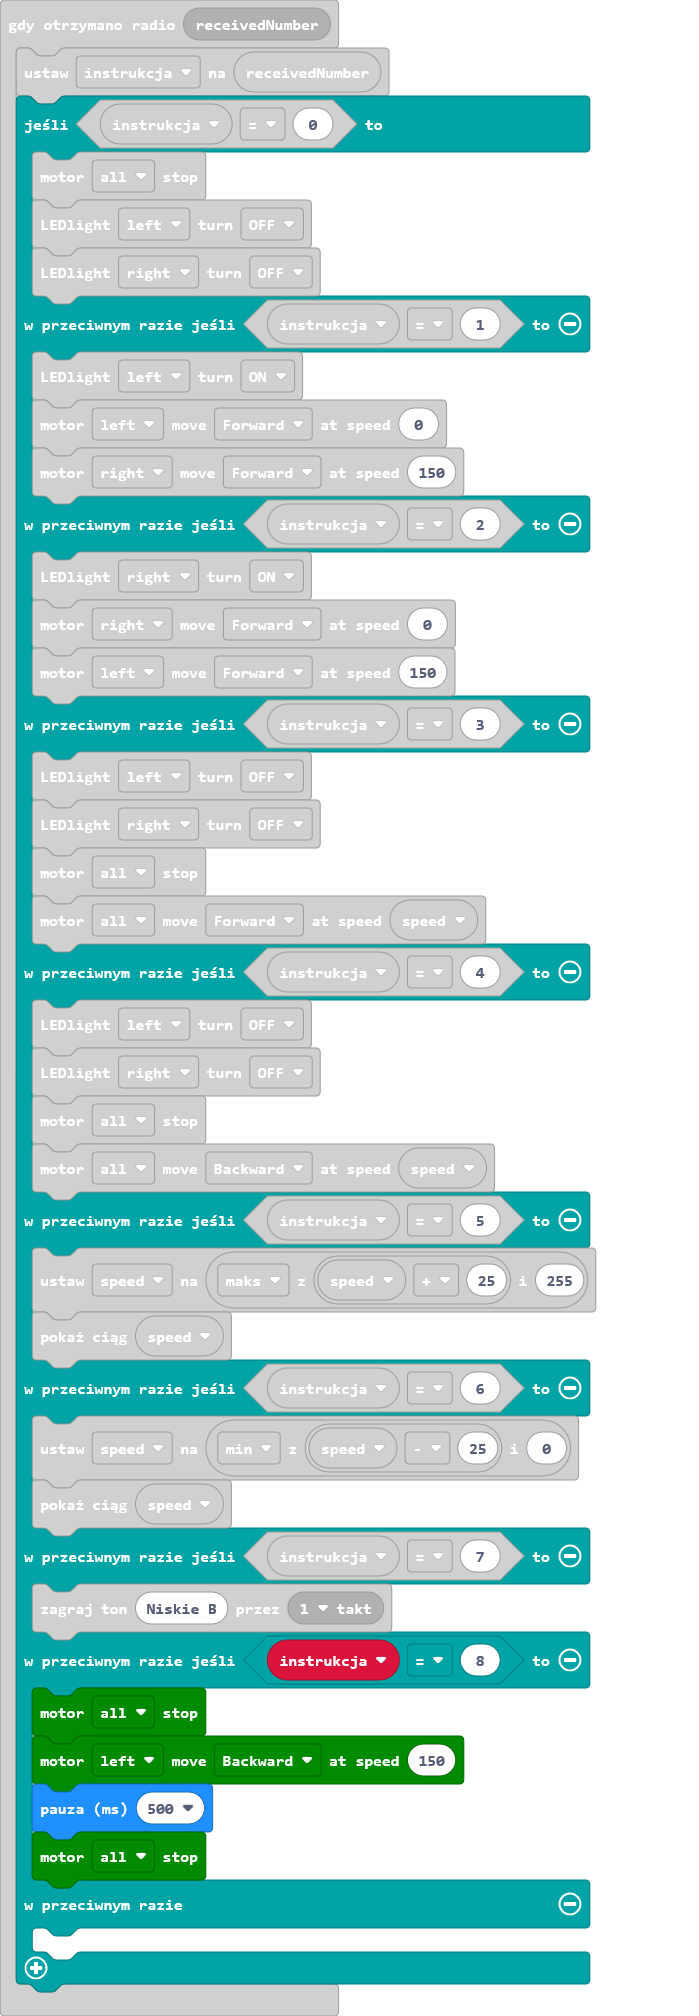 gdy otrzymano radio receivedNumber
ustaw instrukcja na receivedNumber
jeśli instrukcja = 0 to
motor all stop
LEDlight left turn OFF
LEDlight right turn OFF
w przeciwnym razie jeśli instrukcja = 1 to
LEDlight left turn ON
motor left move Forward at speed 0
motor right move Forward at speed 150
w przeciwnym razie jeśli instrukcja = 2 to
LEDlight right turn ON
motor right move Forward at speed 0
motor left move Forward at speed 150
w przeciwnym razie jeśli instrukcja = 3 to
LEDlight left turn OFF
LEDlight right turn OFF
motor all stop
motor all move Forward at speed speed
w przeciwnym razie jeśli instrukcja = 4 to
LEDlight left turn OFF
LEDlight right turn OFF
motor all stop
motor all move Backward at speed speed
w przeciwnym razie jeśli instrukcja = 5 to
ustaw speed na maks z speed + 25 i 255
pokaż ciąg speed
w przeciwnym razie jeśli instrukcja = 6 to
ustaw speed na min z speed - 25 i 0
pokaż ciąg speed
w przeciwnym razie jeśli instrukcja = 7 to
zagraj ton Niskie B przez 1 takt
w przeciwnym razie jeśli instrukcja = 8 to
motor all stop
motor left move Backward at speed 150
pauza (ms) 500
motor all stop
w przeciwnym razie